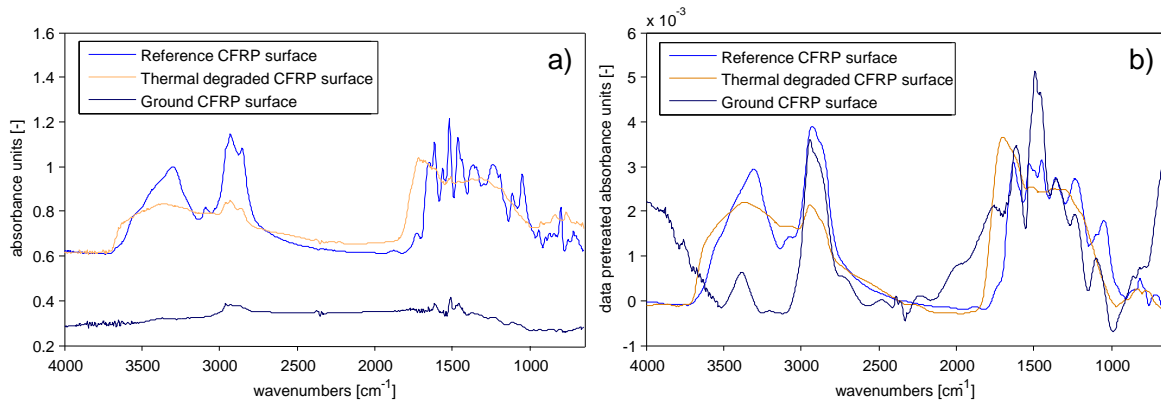 a)
Reference CFRP surface
Thermal degraded CFRP surface
Ground CFRP surface
absorbance units [-]
1.6
1.4
1.2
1
0.8
0.6
0.4
0.2
4000 3500 3000 2500 2000 1500 1000
wavenumbers [cm⁻¹]
x 10⁻³
b)
Reference CFRP surface
Thermal degraded CFRP surface
Ground CFRP surface
data pretreated absorbance units [-]
6
5
4
3
2
1
0
-1
4000 3500 3000 2500 2000 1500 1000
wavenumbers [cm⁻¹]